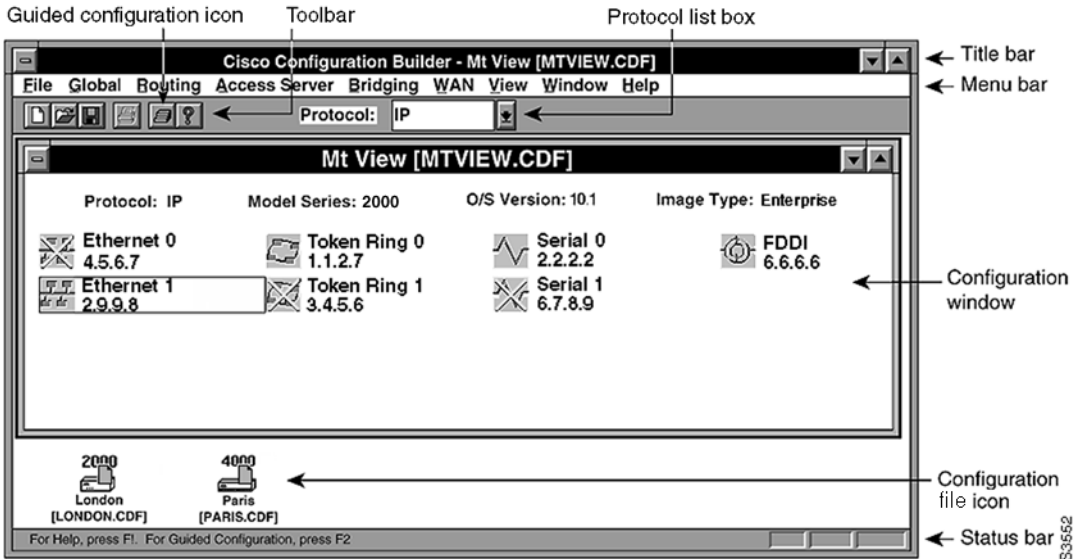 Guided configuration icon Toolbar Protocol list box
Cisco Configuration Builder - Mt View [MTVIEW.CDF]
Title bar
File Global Routing Access Server Bridging WAN View Window Help
Menu bar
Protocol: IP
Mt View [MTVIEW.CDF]
Protocol: IP Model Series: 2000 O/S Version: 10.1 Image Type: Enterprise
Ethernet 0 Token Ring 0 Serial 0 FDDI
4.5.6.7 1.1.2.7 2.2.2.2 6.6.6.6
Ethernet 1 Token Ring 1 Serial 1
2.9.9.8 3.4.5.6 6.7.8.9
Configuration
window
2000 4000
London Paris
[LONDON.CDF] [PARIS.CDF]
Configuration
file icon
For Help, press F!. For Guided Configuration, press F2
Status bar
S3552